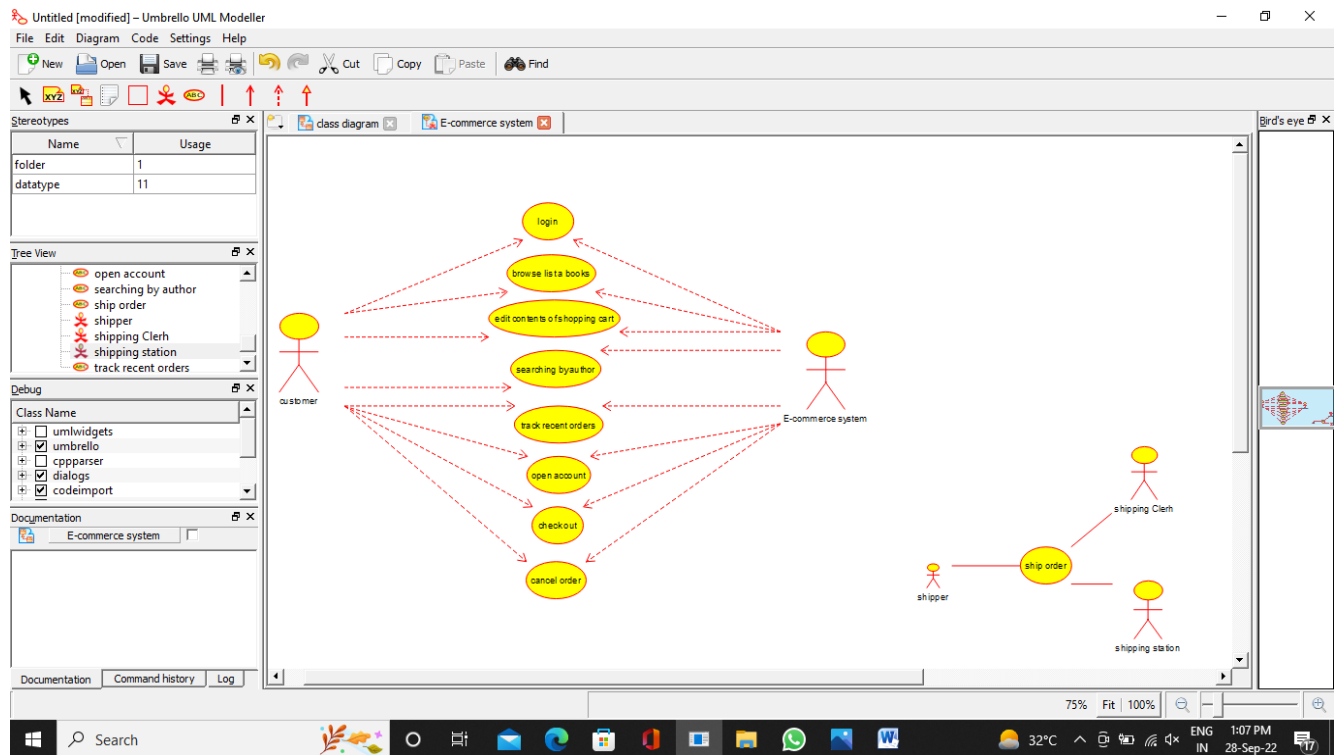 Untitled [modified] – Umbrello UML Modeller
File Edit Diagram Code Settings Help
New Open Save Cut Copy Paste Find
XYZ XYZ ABC
Stereotypes
Name Usage
folder 1
datatype 11
Tree View
open account
searching by author
ship order
shipper
shipping Clerh
shipping station
track recent orders
Debug
Class Name
umlwidgets
umbrello
cppparser
dialogs
codeimport
Documentation
E-commerce system
Documentation Command history Log
class diagram E-commerce system
login
browse list a books
edit contents of shopping cart
searching by author
track recent orders
open account
checkout
cancel order
customer
E-commerce system
shipping Clerh
ship order
shipper
shipping station
Bird's eye
75% Fit 100%
Search
32°C
ENG
IN
1:07 PM
28-Sep-22
17